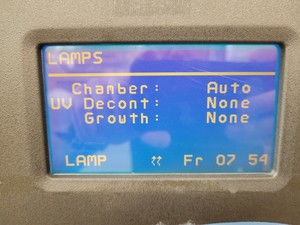 LAMPS
Chamber: Auto
UV Decont: None
Growth: None
LAMP Fr 07 54